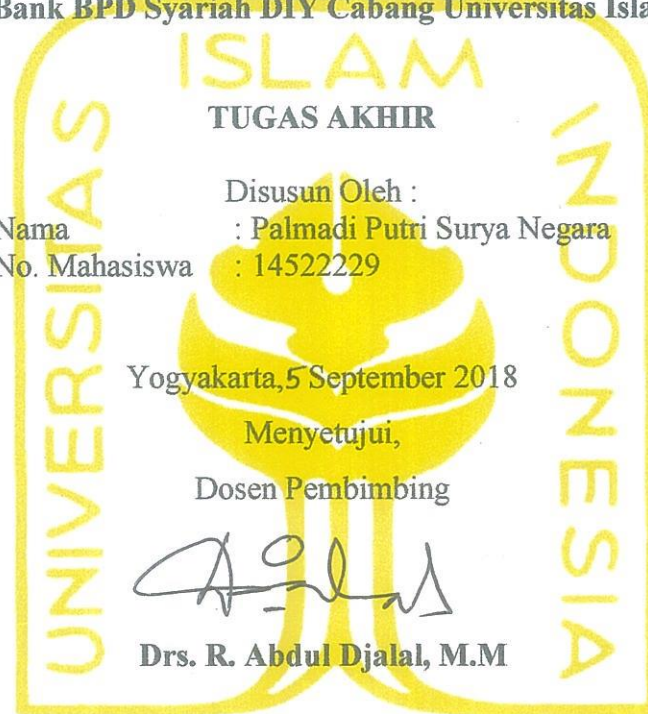 Bank BPD Syariah DIY Cabang Universitas Isla
ISLAM
UNIVERSITAS
INDONESIA
TUGAS AKHIR
Disusun Oleh :
Nama : Palmadi Putri Surya Negara
No. Mahasiswa : 14522229
Yogyakarta, 5 September 2018
Menyetujui,
Dosen Pembimbing
Drs. R. Abdul Djalal, M.M